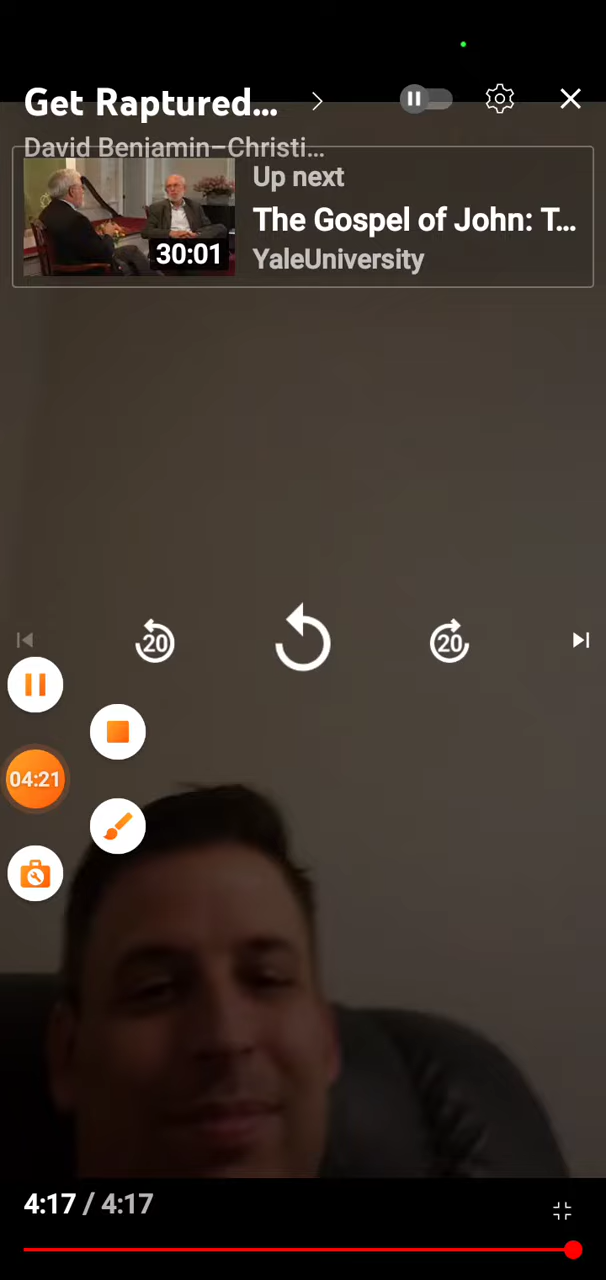 Get Raptured...
David Benjamin–Christi...
Up next
The Gospel of John: T...
YaleUniversity
30:01
20
20
04:21
4:17 / 4:17